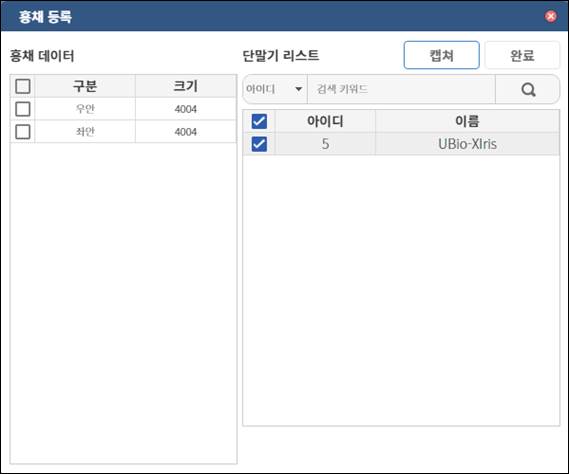 홍채 등록
홍채 데이터
구분 크기
우안 4004
좌안 4004
단말기 리스트 캡쳐 완료
아이디 검색 키워드
아이디 이름
5 UBio-XIris